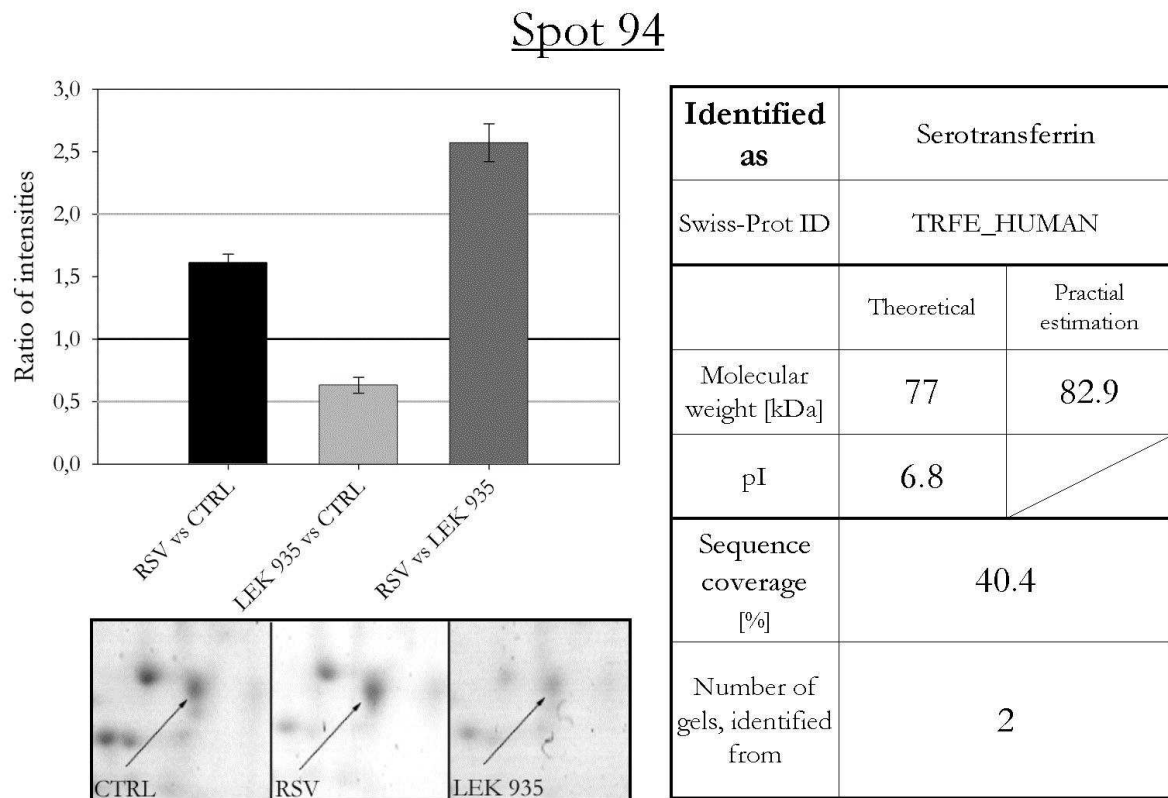 Spot 94
Ratio of intensities
3,0
2,5
2,0
1,5
1,0
0,5
0,0
RSV vs CTRL
LEK 935 vs CTRL
RSV vs LEK 935
CTRL
RSV
LEK 935
Identified
as
Serotransferrin
Swiss-Prot ID
TRFE_HUMAN
Theoretical
Practial
estimation
Molecular
weight [kDa]
77
82.9
pI
6.8
Sequence
coverage
[%]
40.4
Number of
gels, identified
from
2